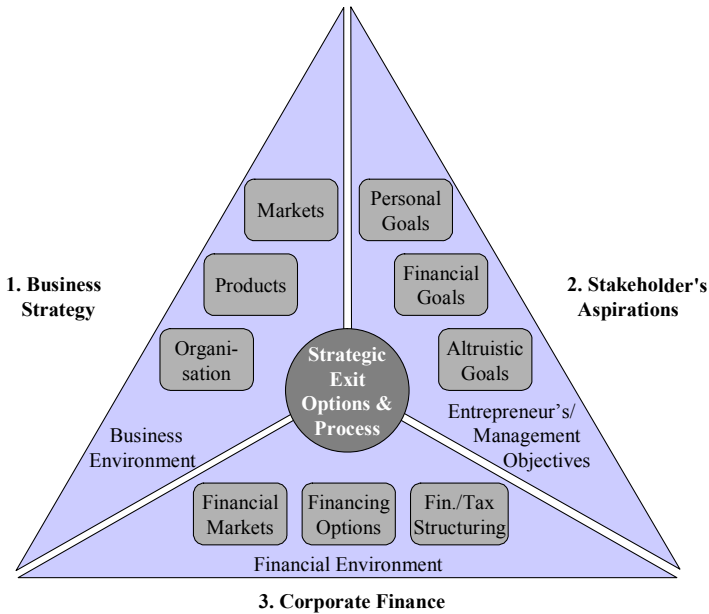 1. Business
Strategy
Markets
Products
Organi-
sation
Business
Environment
Personal
Goals
Financial
Goals
Altruistic
Goals
Entrepreneur’s/
Management
Objectives
2. Stakeholder's
Aspirations
Strategic
Exit
Options &
Process
Financial
Markets
Financing
Options
Fin./Tax
Structuring
Financial Environment
3. Corporate Finance